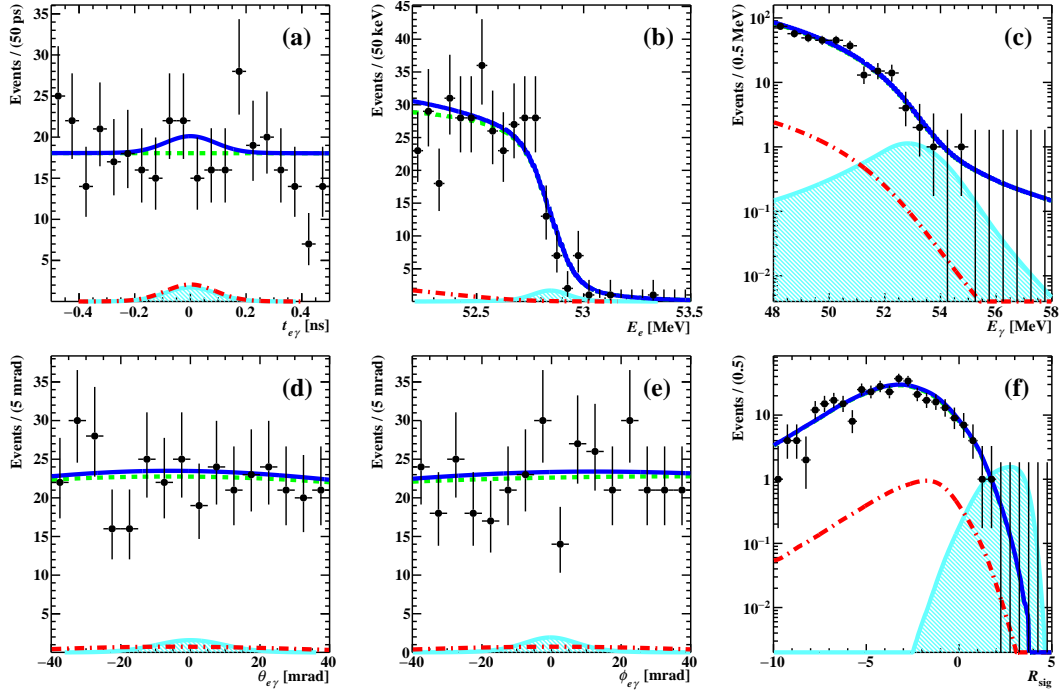 Events / (50 ps)
35
30
25
20
15
10
5
(a)
−0.4 −0.2 0 0.2 0.4
t_{eγ} [ns]
Events / (50 keV)
45
40
35
30
25
20
15
10
5
0
(b)
52.5 53 53.5
E_e [MeV]
Events / (0.5 MeV)
10^2
10
1
10^{−1}
10^{−2}
(c)
48 50 52 54 56 58
E_γ [MeV]
Events / (5 mrad)
35
30
25
20
15
10
5
0
(d)
−40 −20 0 20 40
θ_{eγ} [mrad]
Events / (5 mrad)
35
30
25
20
15
10
5
0
(e)
−40 −20 0 20 40
ϕ_{eγ} [mrad]
Events / (0.5)
10
1
10^{−1}
10^{−2}
(f)
−10 −5 0 5
R_{sig}